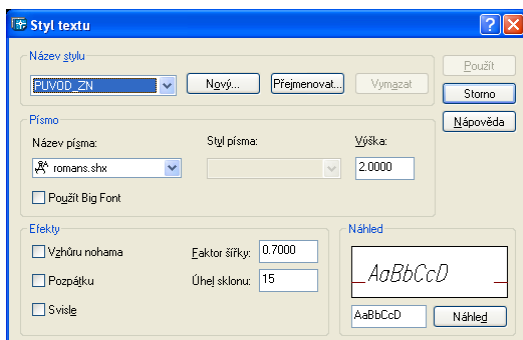 Styl textu
Název stylu
PUVOD_ZN
Nový...
Přejmenovat...
Vymazat
Použít
Storno
Nápověda
Písmo
Název písma:
Styl písma:
Výška:
romans.shx
2.0000
Použít Big Font
Efekty
Vzhůru nohama
Faktor šířky:
0.7000
Pozpátku
Úhel sklonu:
15
Svisle
Náhled
AaBbCcD
AaBbCcD
Náhled